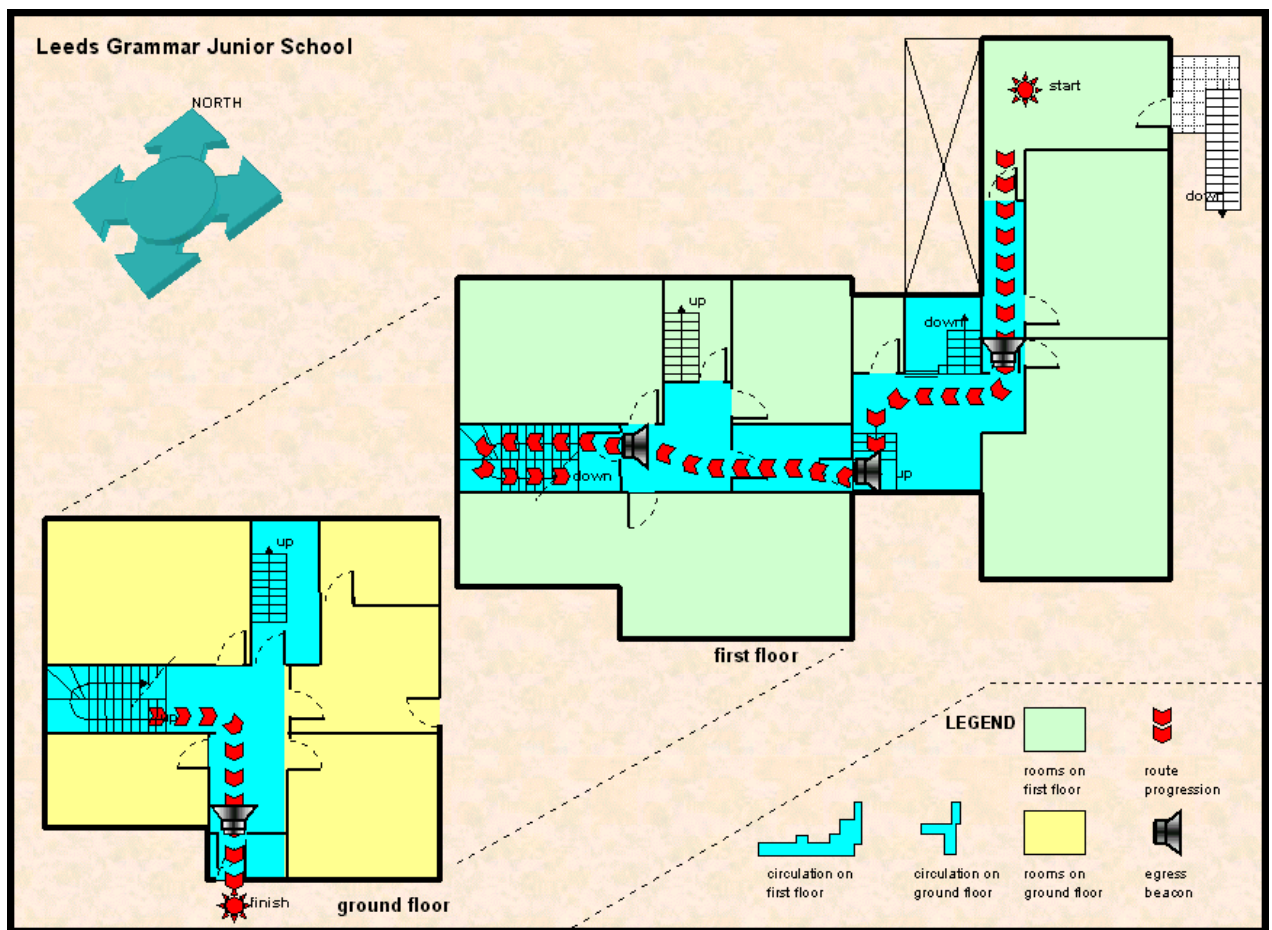 Leeds Grammar Junior School
NORTH
start
down
up
down
down
up
first floor
up
up
finish
ground floor
LEGEND
rooms on
first floor
route
progression
circulation on
first floor
circulation on
ground floor
rooms on
ground floor
egress
beacon